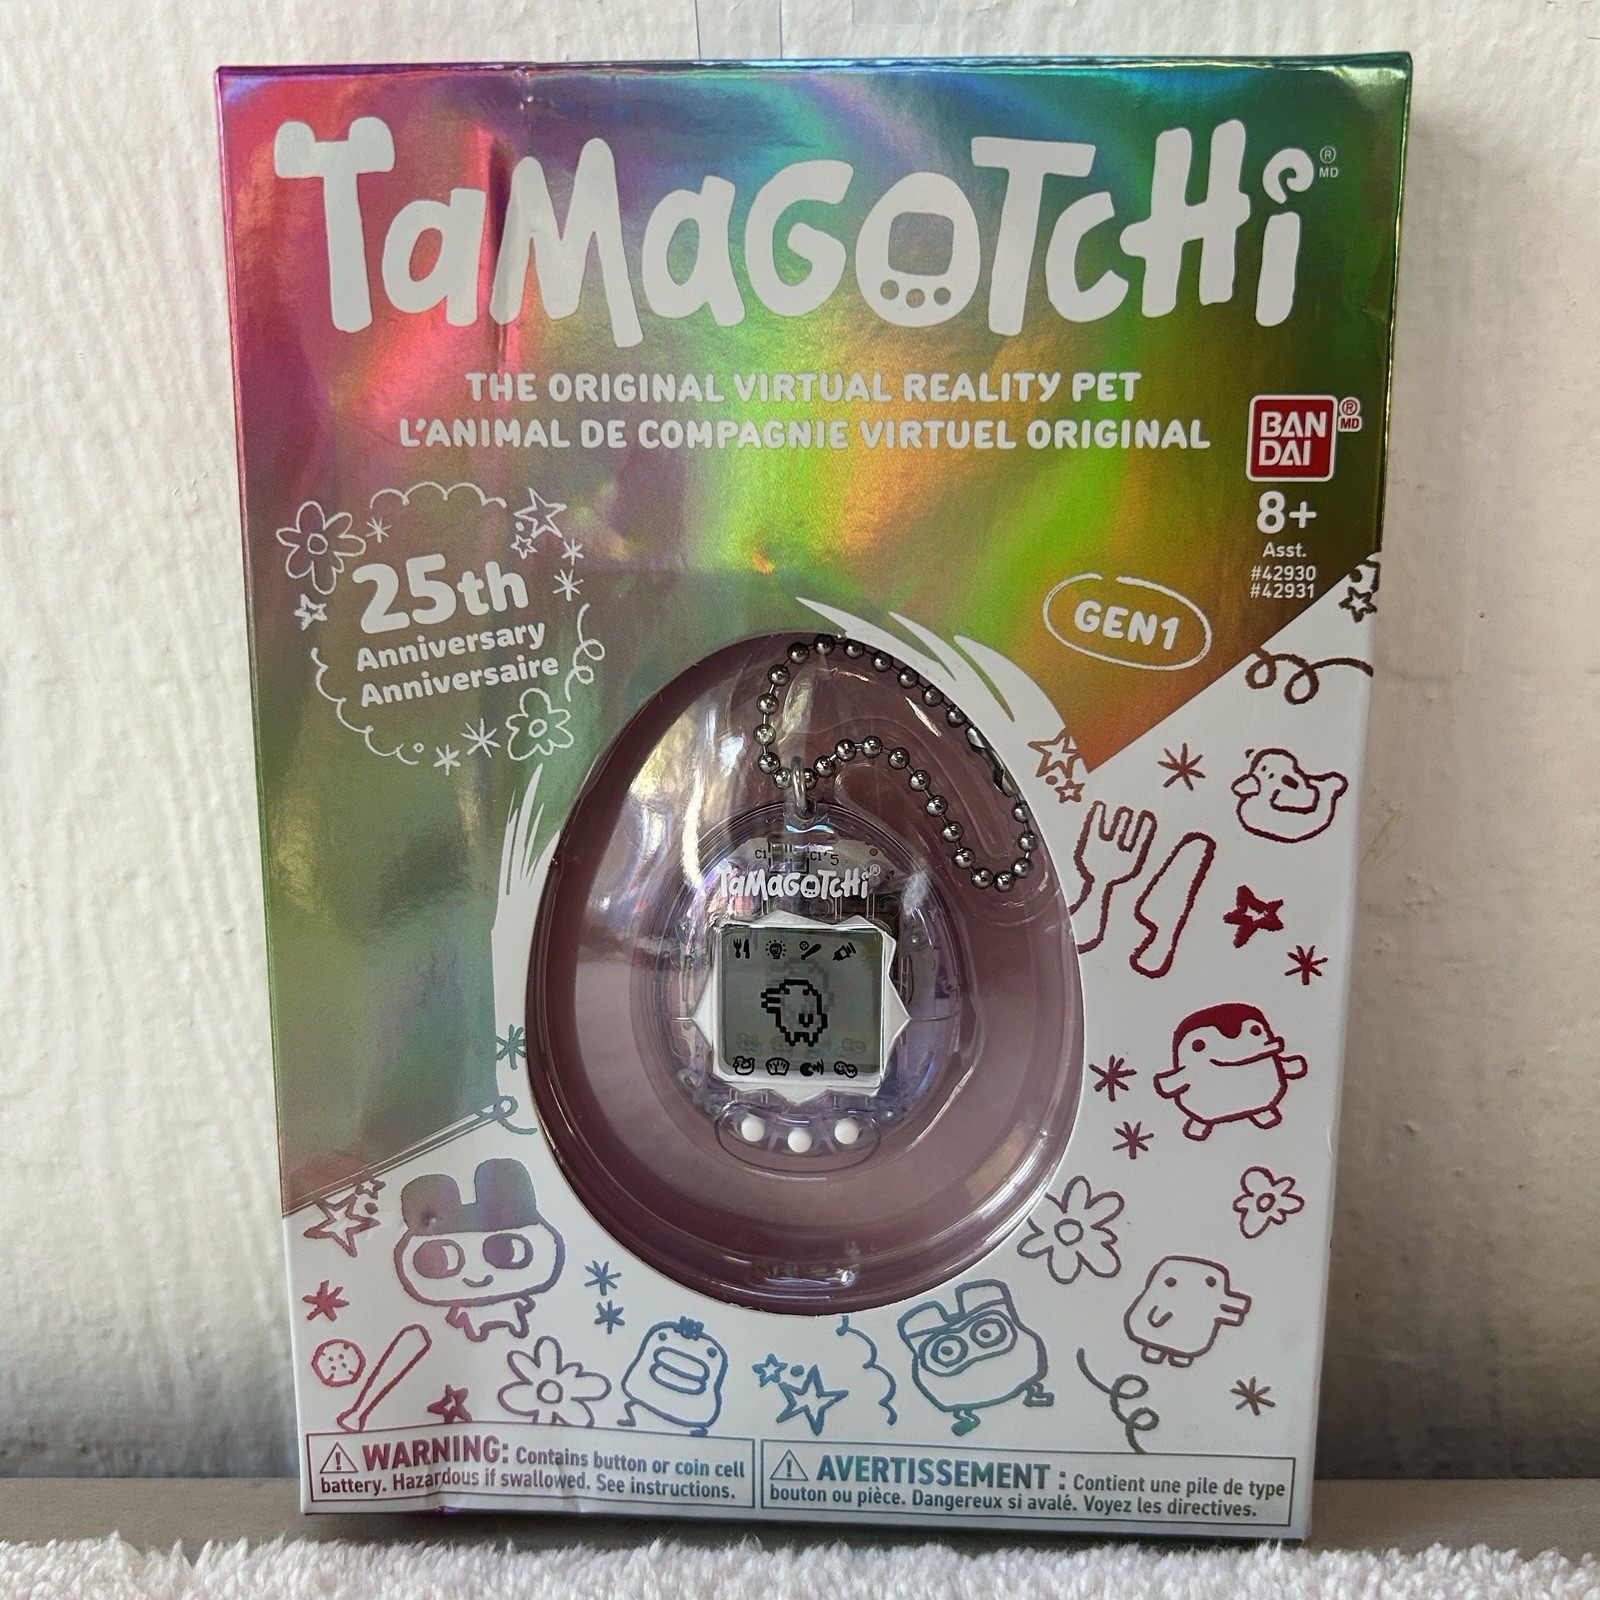 TaMaGOTCHi ® MD
THE ORIGINAL VIRTUAL REALITY PET
L'ANIMAL DE COMPAGNIE VIRTUEL ORIGINAL
BAN ® MD
DAI
8+
Asst.
#42930
#42931
25th
Anniversary
Anniversaire
GEN1
TaMaGOTCHi ®
⚠ WARNING: Contains button or coin cell
battery. Hazardous if swallowed. See instructions.
⚠ AVERTISSEMENT : Contient une pile de type
bouton ou pièce. Dangereux si avalé. Voyez les directives.